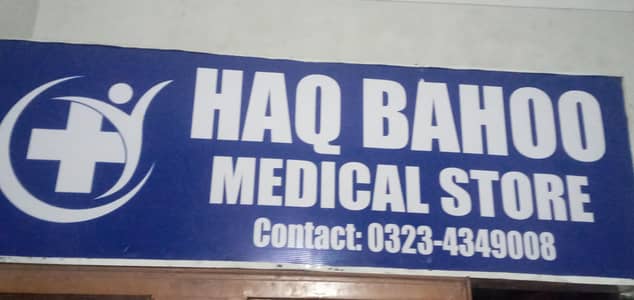 HAQ BAHOO
MEDICAL STORE
Contact: 0323-4349008